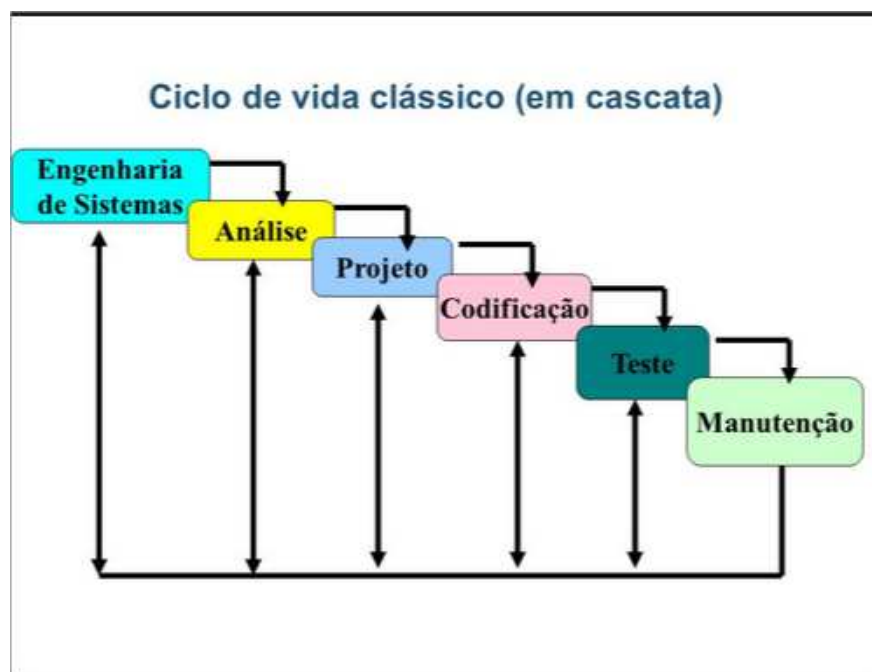 Ciclo de vida clássico (em cascata)
Engenharia
de Sistemas
Análise
Projeto
Codificação
Teste
Manutenção